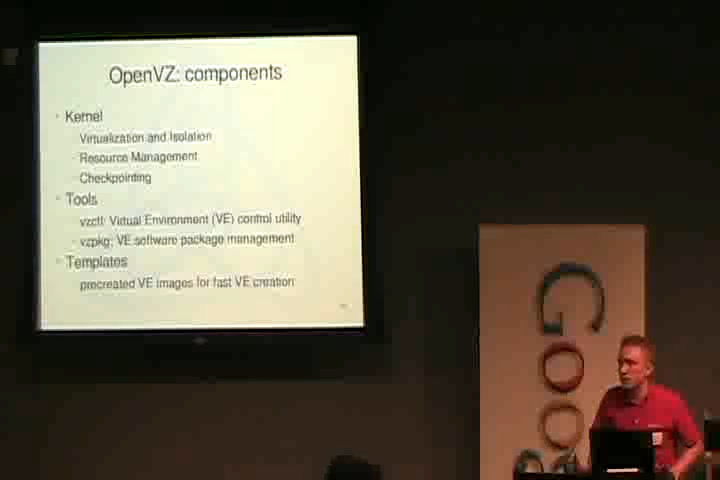 OpenVZ: components
Kernel
Virtualization and Isolation
Resource Management
Checkpointing
Tools
vzctl: Virtual Environment (VE) control utility
vzpkg: VE software package management
Templates
precreated VE images for fast VE creation
Goog